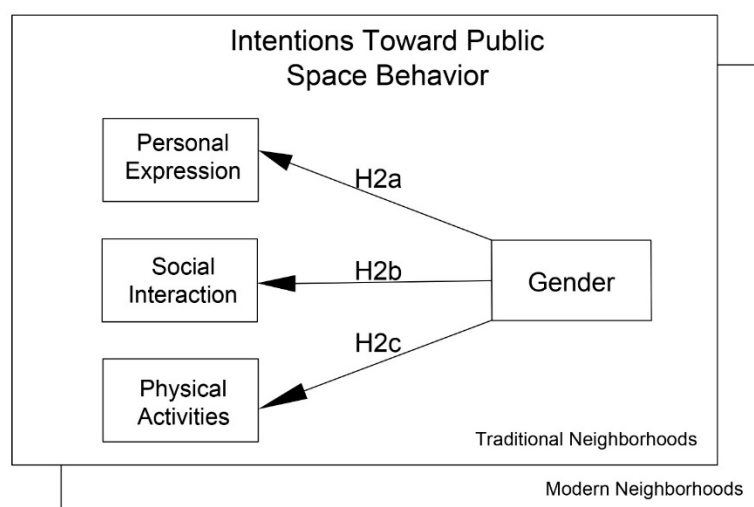 Intentions Toward Public
Space Behavior
Personal
Expression
H2a
Social
Interaction
H2b
Gender
H2c
Physical
Activities
Traditional Neighborhoods
Modern Neighborhoods